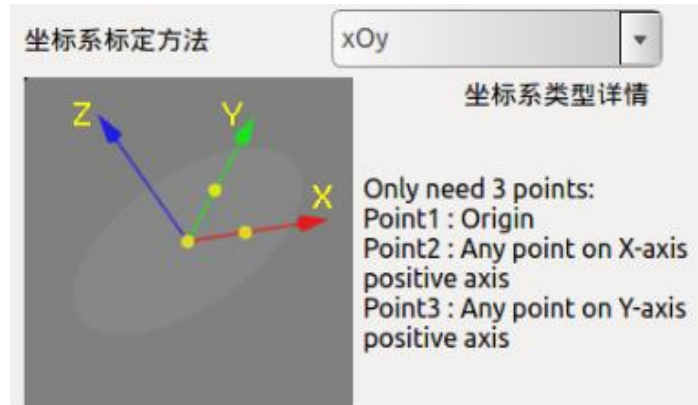 坐标系标定方法
xOy
坐标系类型详情
Z
Y
X
Only need 3 points:
Point1 : Origin
Point2 : Any point on X-axis
positive axis
Point3 : Any point on Y-axis
positive axis